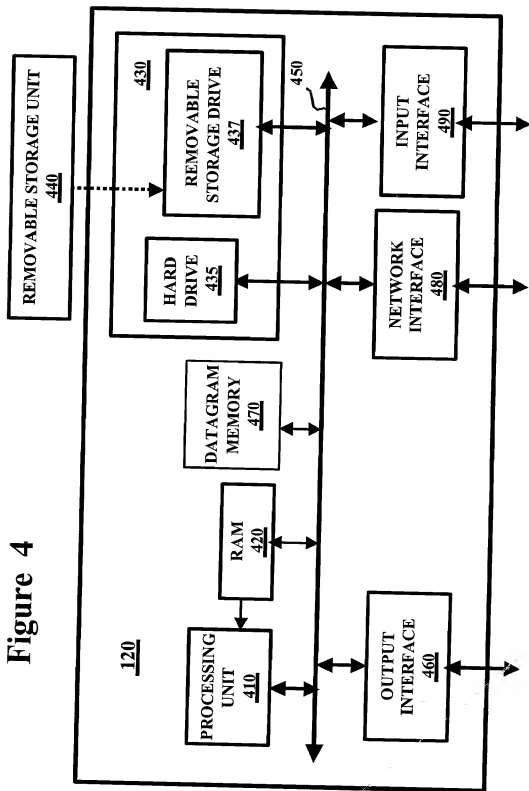 Figure 4
REMOVABLE STORAGE UNIT
440
120
430
PROCESSING
UNIT
410
RAM
420
DATAGRAM
MEMORY
470
HARD
DRIVE
435
REMOVABLE
STORAGE DRIVE
437
450
OUTPUT
INTERFACE
460
NETWORK
INTERFACE
480
INPUT
INTERFACE
490